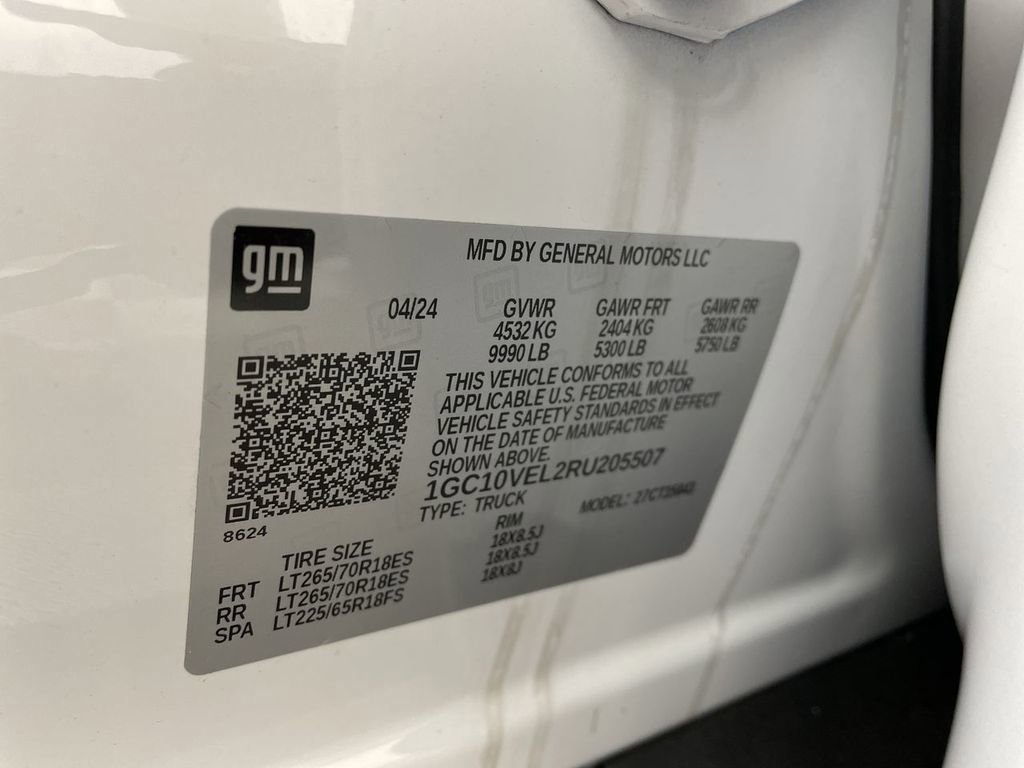 gm
MFD BY GENERAL MOTORS LLC
04/24 GVWR GAWR FRT GAWR RR
4532 KG 2404 KG 2608 KG
9990 LB 5300 LB 5750 LB
THIS VEHICLE CONFORMS TO ALL
APPLICABLE U.S. FEDERAL MOTOR
VEHICLE SAFETY STANDARDS IN EFFECT
ON THE DATE OF MANUFACTURE
SHOWN ABOVE.
1GC10VEL2RU205507
TYPE: TRUCK MODEL:
8624
TIRE SIZE RIM
FRT LT265/70R18ES 18X8.5J
RR LT265/70R18ES 18X8.5J
SPA LT225/65R18FS 18X8J